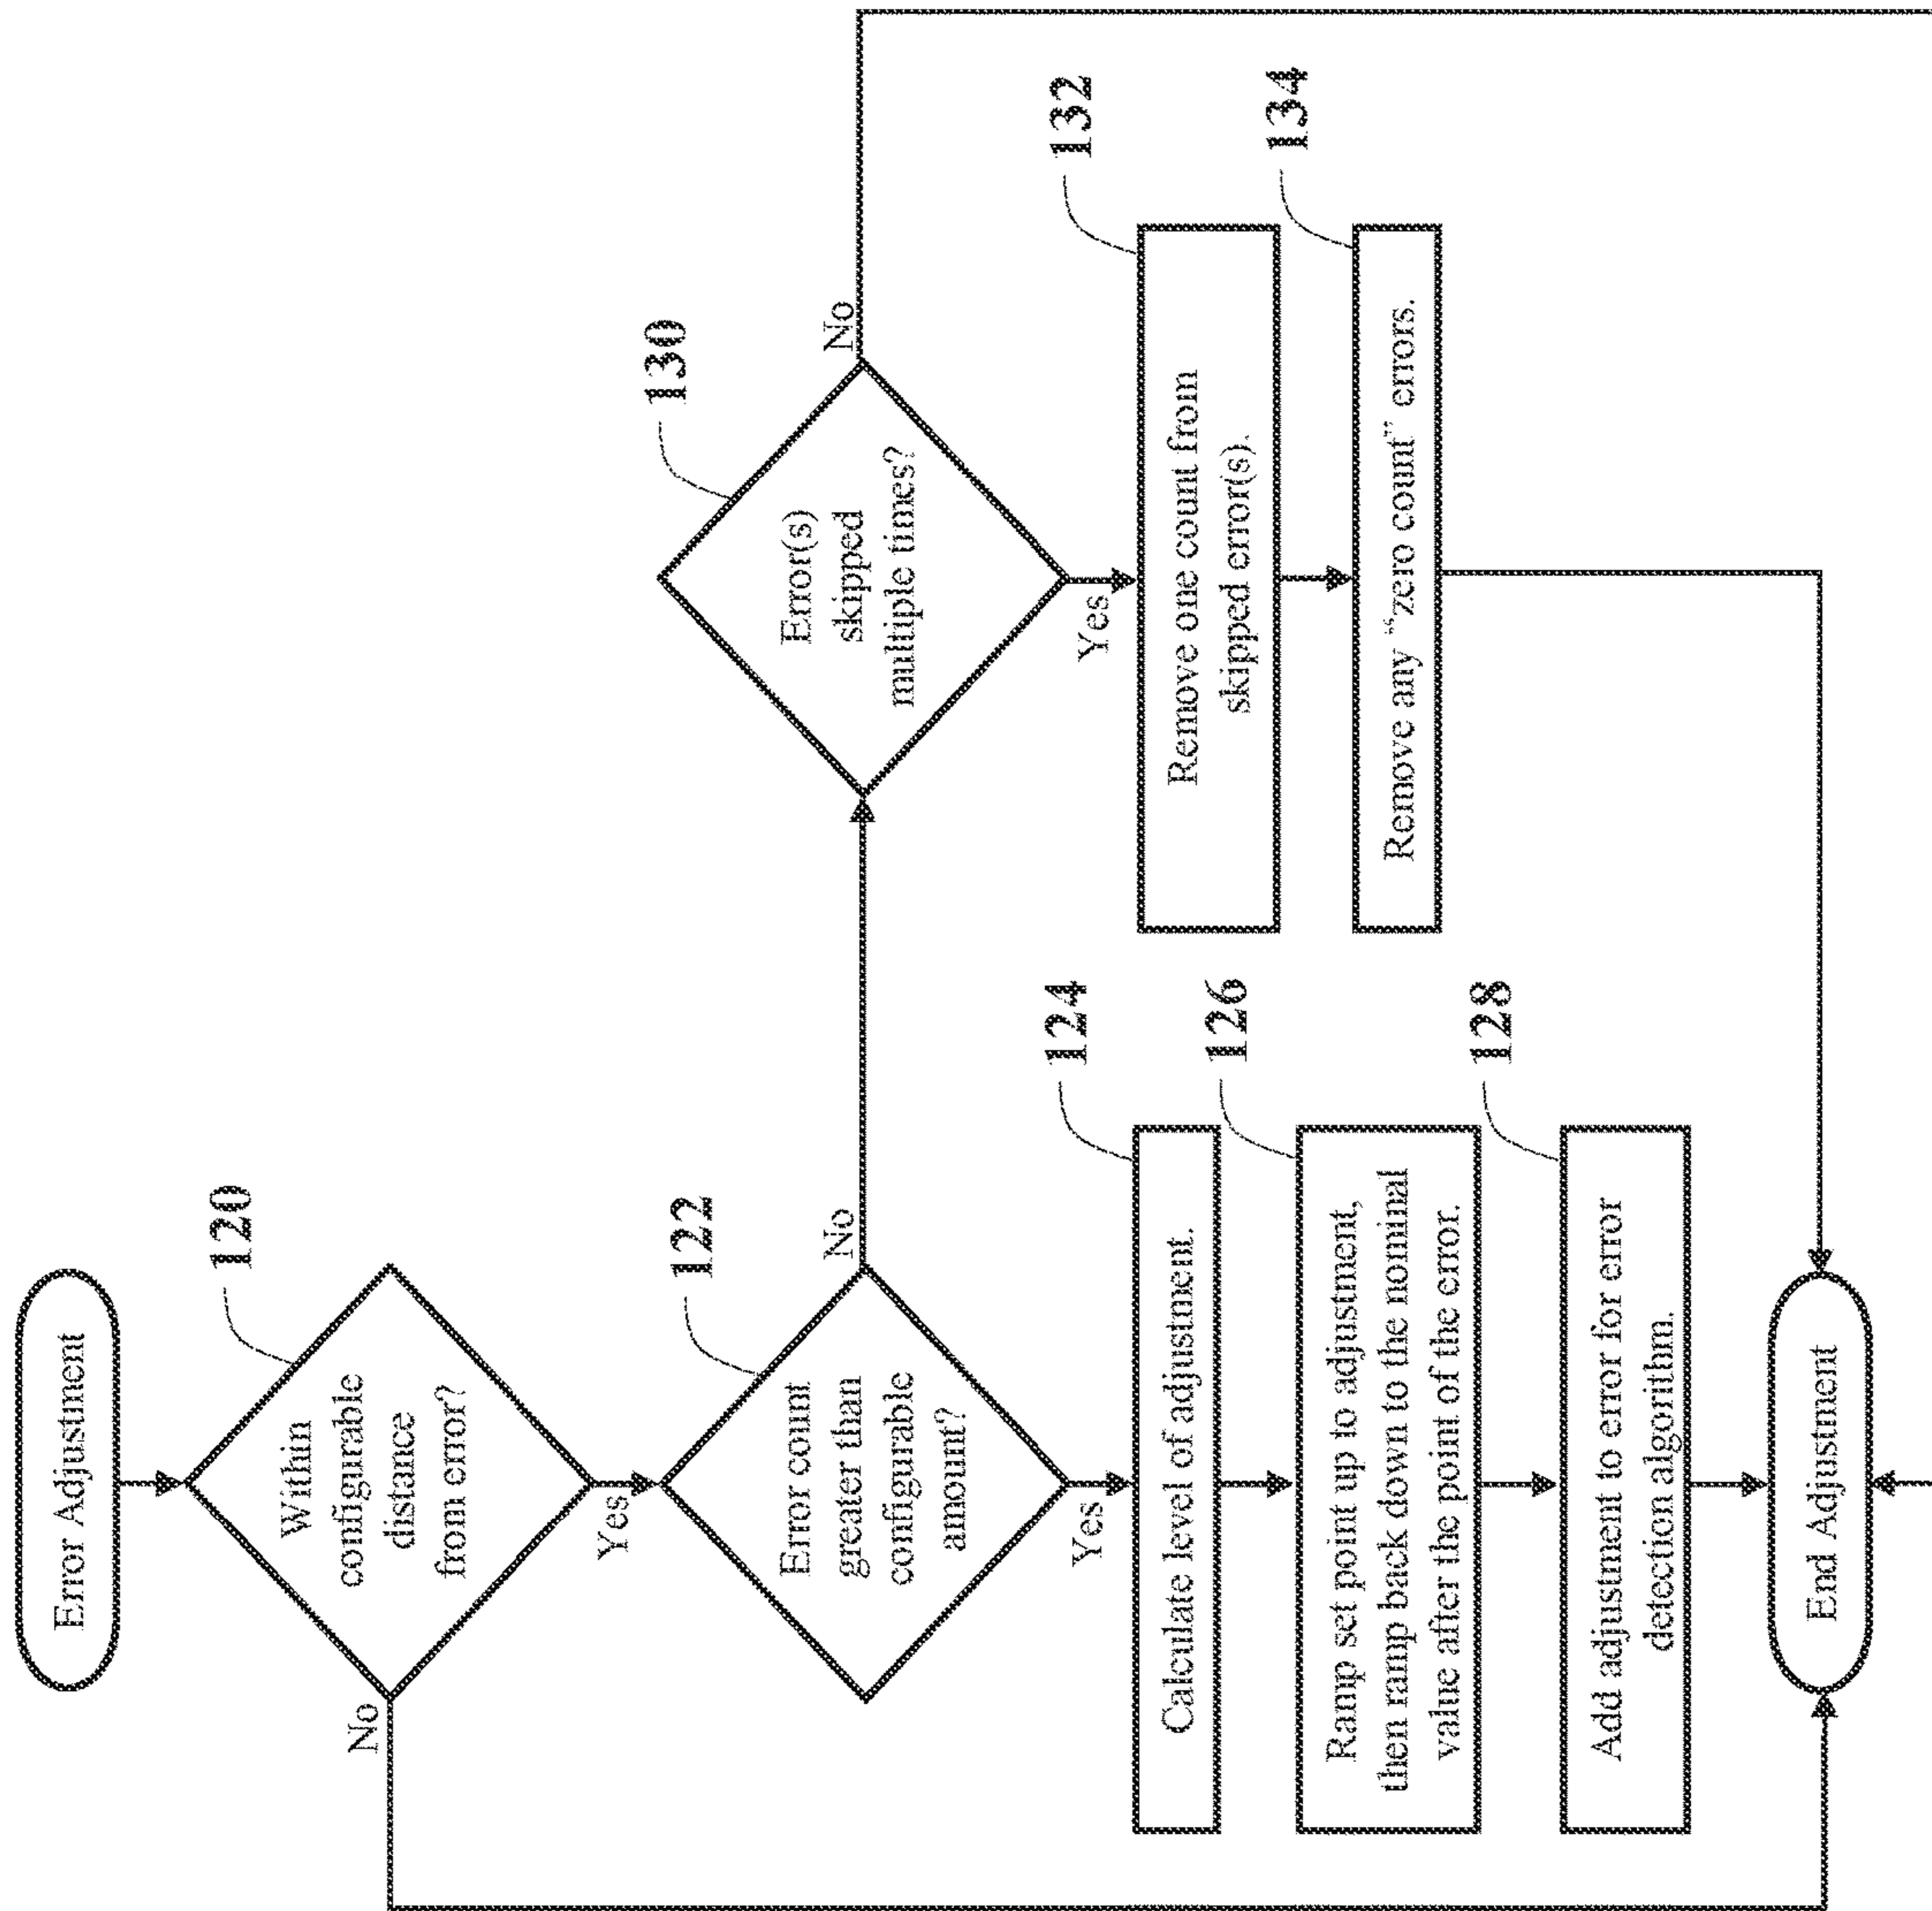 Error Adjustment
120
Within
configurable
distance
from error?
No
Yes
122
Error count
greater than
configurable
amount?
No
Yes
124
Calculate level of adjustment.
126
Ramp set point up to adjustment,
then ramp back down to the nominal
value after the point of the error.
128
Add adjustment to error for error
detection algorithm.
130
Error(s)
skipped
multiple times?
No
Yes
132
Remove one count from
skipped error(s).
134
Remove any "zero count" errors.
End Adjustment